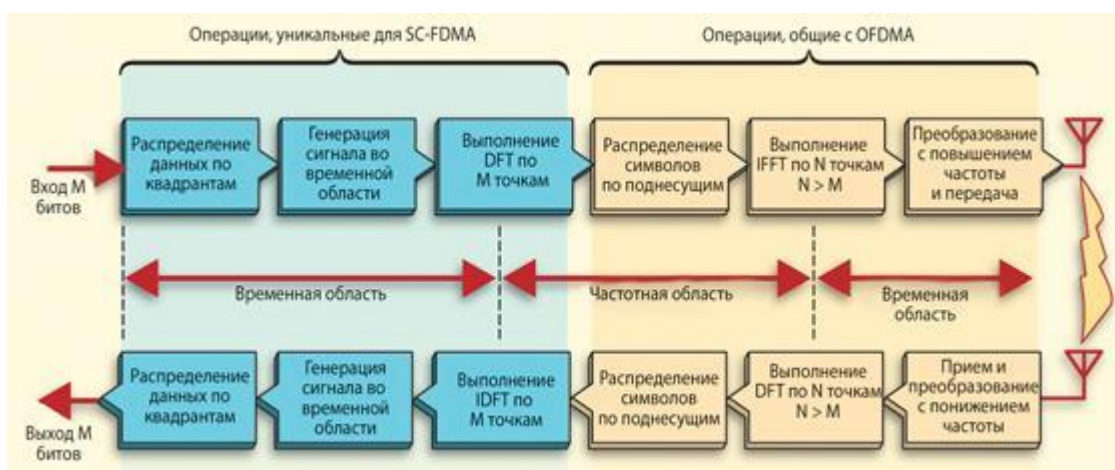 Операции, уникальные для SC-FDMA
Операции, общие с OFDMA
Вход M
битов
Распределение
данных по
квадрантам
Генерация
сигнала во
временной
области
Выполнение
DFT по
M точкам
Распределение
символов
по поднесущим
Выполнение
IFFT по N точкам
N > M
Преобразование
с повышением
частоты
и передача
Временная область
Частотная область
Временная
область
Выход M
битов
Распределение
данных по
квадрантам
Генерация
сигнала во
временной
области
Выполнение
IDFT по
M точкам
Распределение
символов
по поднесущим
Выполнение
DFT по N точкам
N > M
Прием и
преобразование
с понижением
частоты